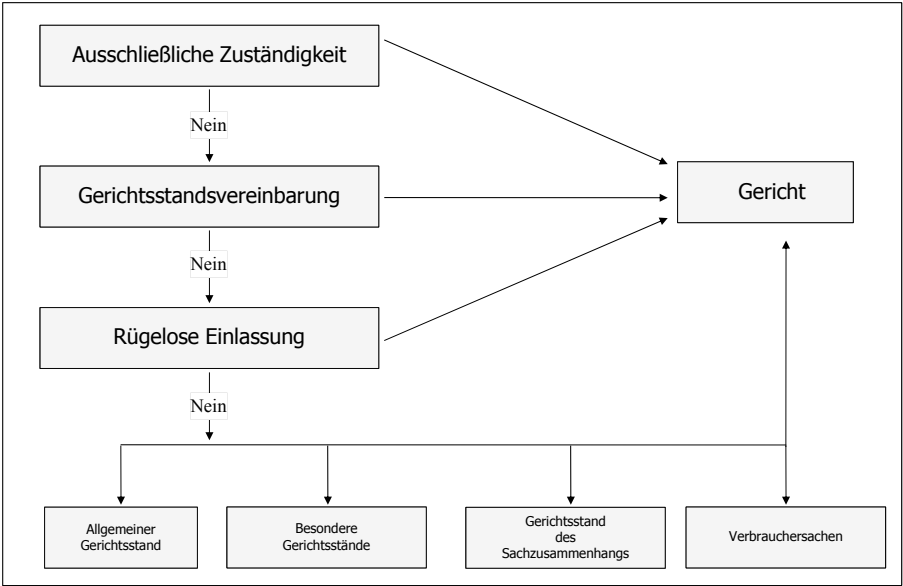 Ausschließliche Zuständigkeit
Nein
Gerichtsstandsvereinbarung
Gericht
Nein
Rügelose Einlassung
Nein
Allgemeiner
Gerichtsstand
Besondere
Gerichtsstände
Gerichtsstand
des
Sachzusammenhangs
Verbrauchersachen